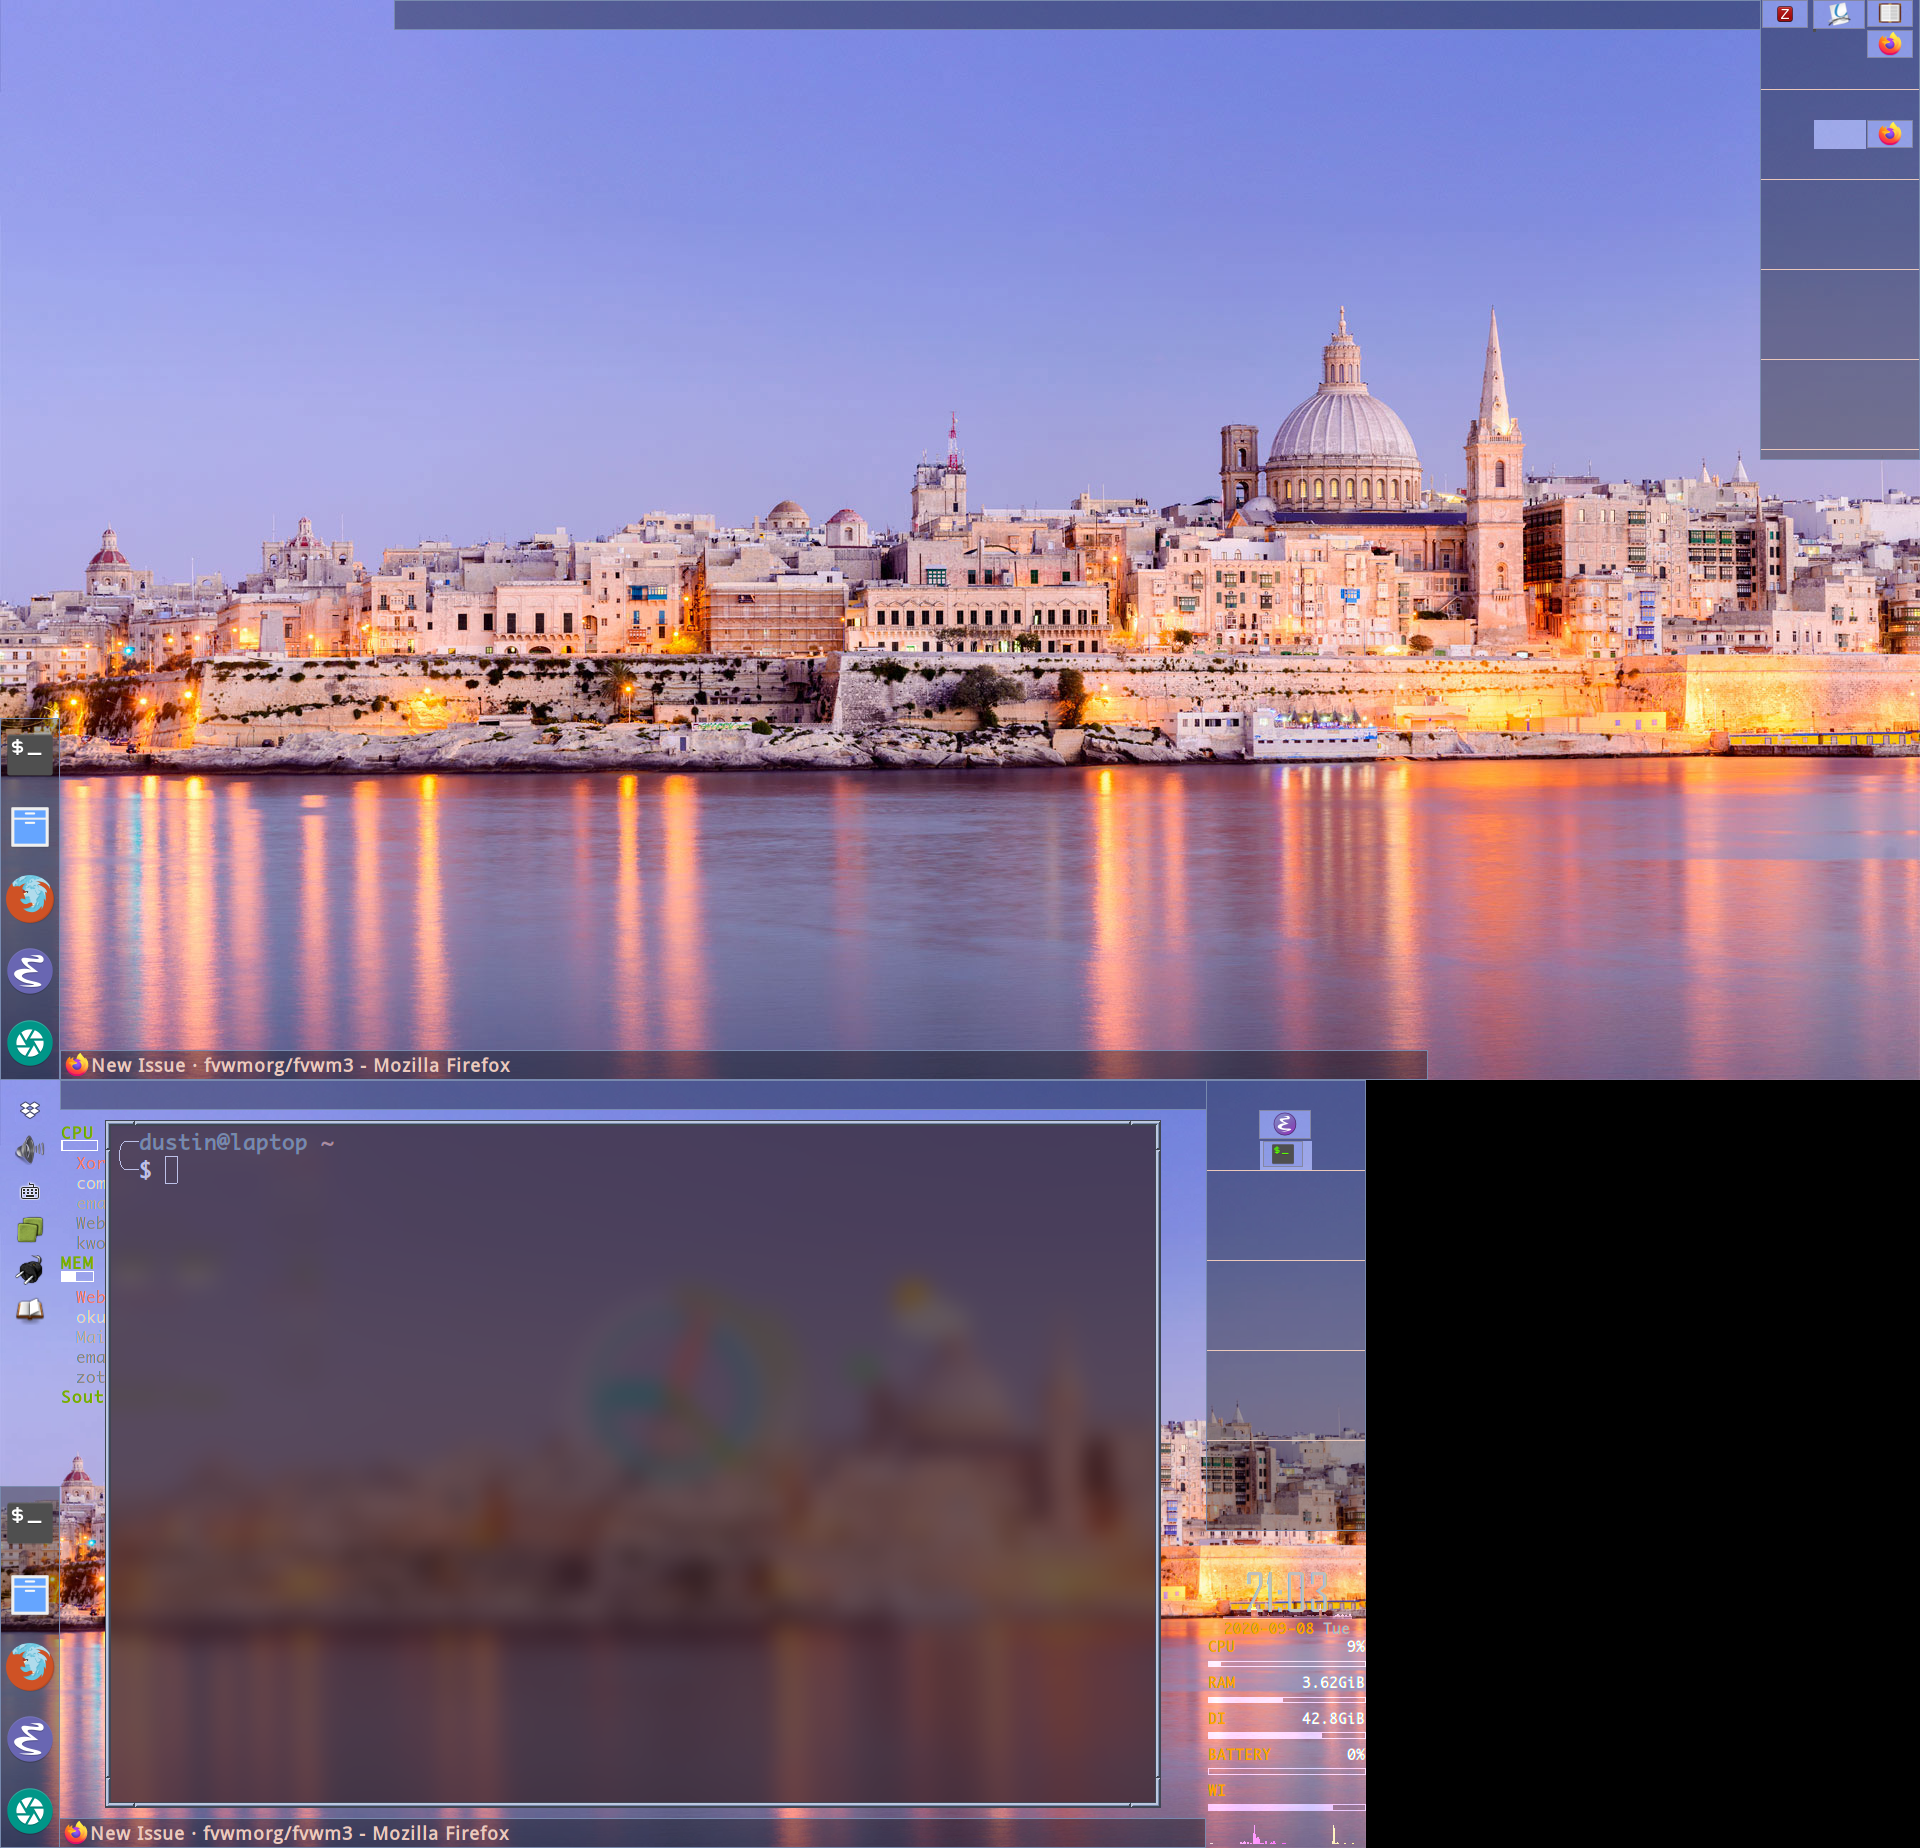 Z
$ _
New Issue · fvwmorg/fvwm3 - Mozilla Firefox
CPU
Xor
com
ema
Web
kwo
MEM
Web
oku
Mai
ema
zot
Sout
dustin@laptop ~
$
$ _
$ _
21:03
2020-09-08 Tue
CPU 9%
RAM 3.62GiB
DI 42.8GiB
BATTERY 0%
WI
New Issue · fvwmorg/fvwm3 - Mozilla Firefox